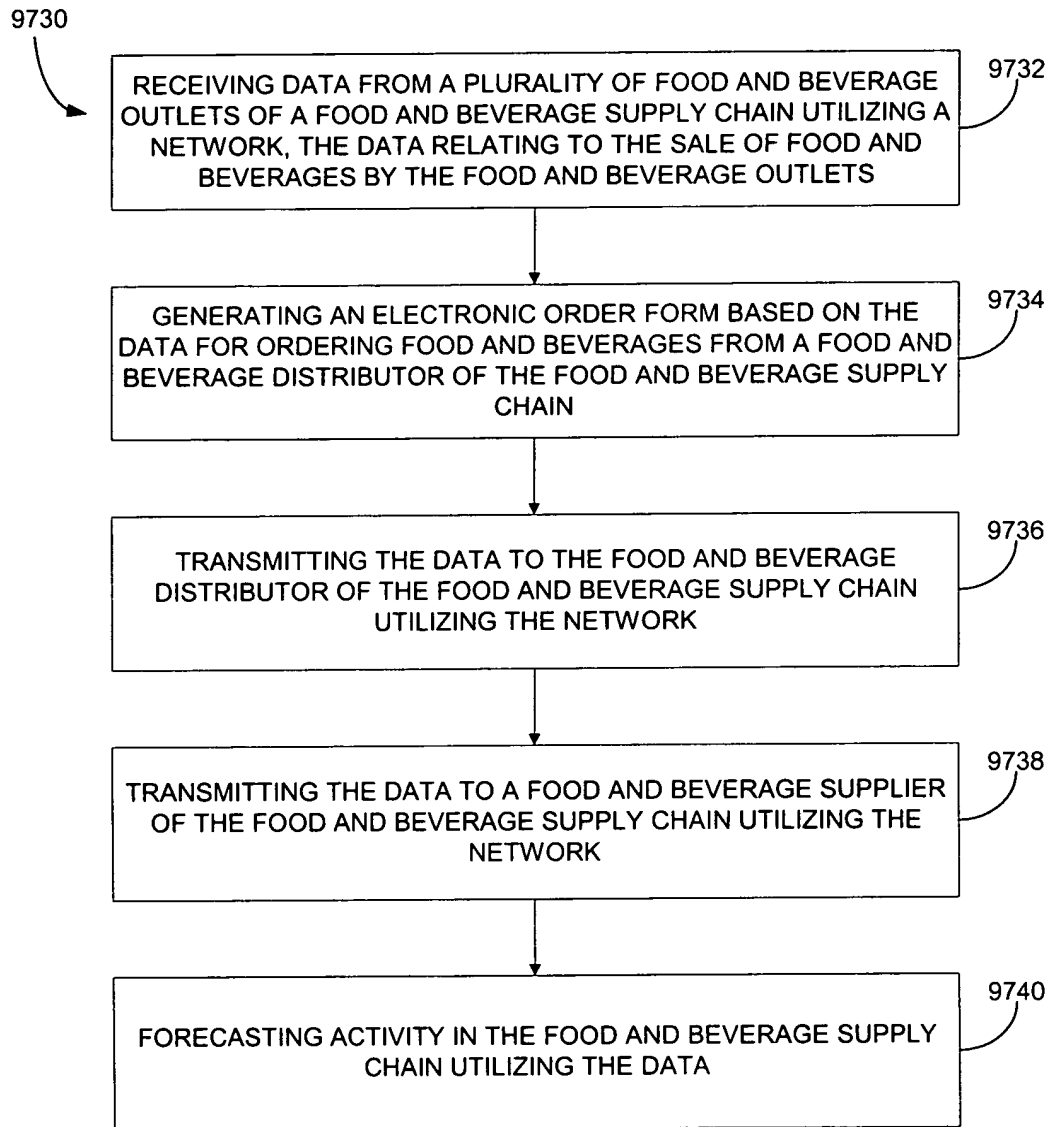 9730
9732
RECEIVING DATA FROM A PLURALITY OF FOOD AND BEVERAGE
OUTLETS OF A FOOD AND BEVERAGE SUPPLY CHAIN UTILIZING A
NETWORK, THE DATA RELATING TO THE SALE OF FOOD AND
BEVERAGES BY THE FOOD AND BEVERAGE OUTLETS
9734
GENERATING AN ELECTRONIC ORDER FORM BASED ON THE
DATA FOR ORDERING FOOD AND BEVERAGES FROM A FOOD AND
BEVERAGE DISTRIBUTOR OF THE FOOD AND BEVERAGE SUPPLY
CHAIN
9736
TRANSMITTING THE DATA TO THE FOOD AND BEVERAGE
DISTRIBUTOR OF THE FOOD AND BEVERAGE SUPPLY CHAIN
UTILIZING THE NETWORK
9738
TRANSMITTING THE DATA TO A FOOD AND BEVERAGE SUPPLIER
OF THE FOOD AND BEVERAGE SUPPLY CHAIN UTILIZING THE
NETWORK
9740
FORECASTING ACTIVITY IN THE FOOD AND BEVERAGE SUPPLY
CHAIN UTILIZING THE DATA